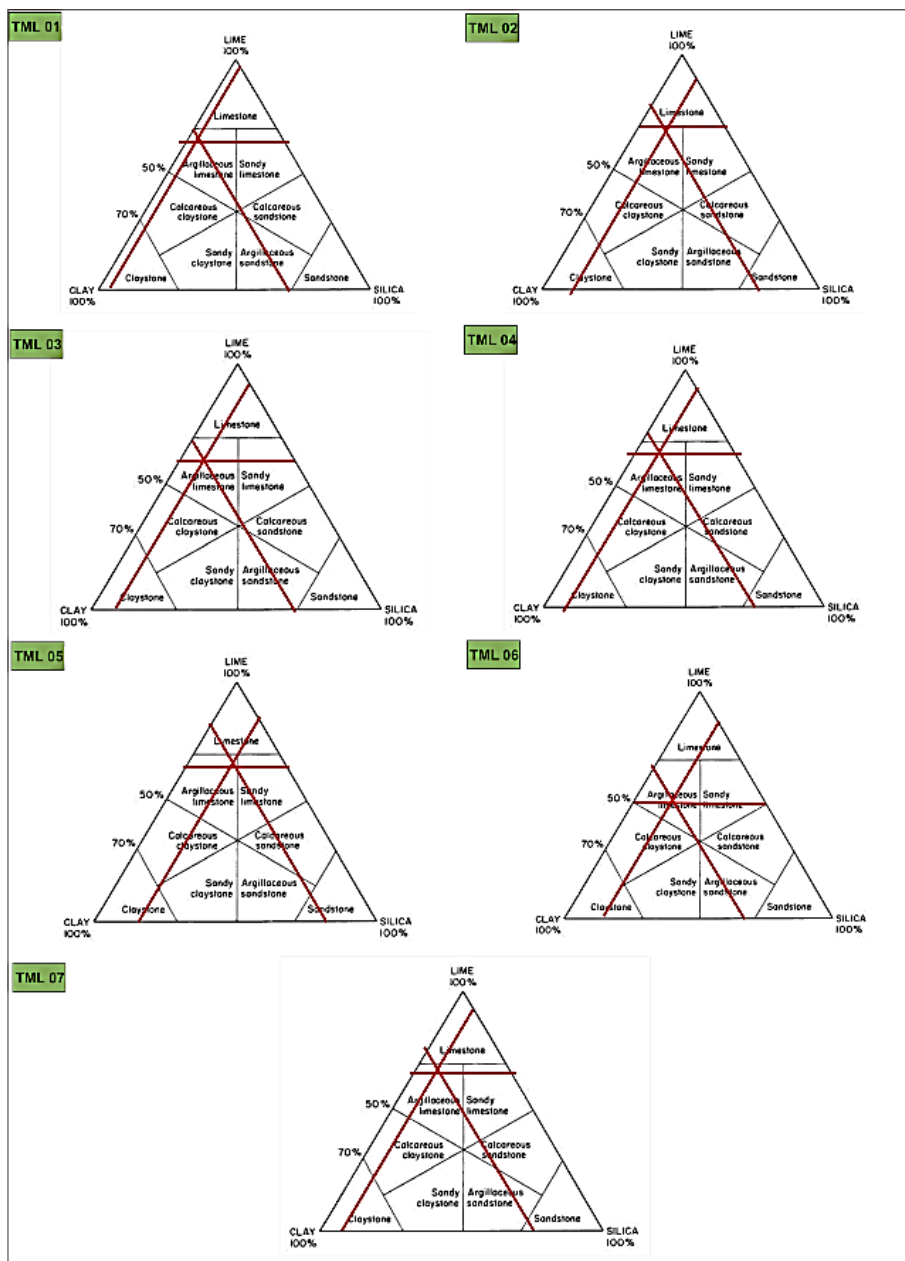 TML 01
LIME
100%
Limestone
50%
Argillaceous Sandy
limestone limestone
Calcareous Calcareous
claystone sandstone
70%
Sandy Argillaceous
claystone sandstone
Claystone Sandstone
CLAY SILICA
100% 100%
TML 02
LIME
100%
Limestone
50%
Argillaceous Sandy
limestone limestone
Calcareous Calcareous
claystone sandstone
70%
Sandy Argillaceous
claystone sandstone
Claystone Sandstone
CLAY SILICA
100% 100%
TML 03
LIME
100%
Limestone
50%
Argillaceous Sandy
limestone limestone
Calcareous Calcareous
claystone sandstone
70%
Sandy Argillaceous
claystone sandstone
Claystone Sandstone
CLAY SILICA
100% 100%
TML 04
LIME
100%
Limestone
50%
Argillaceous Sandy
limestone limestone
Calcareous Calcareous
claystone sandstone
70%
Sandy Argillaceous
claystone sandstone
Claystone Sandstone
CLAY SILICA
100% 100%
TML 05
LIME
100%
Limestone
50%
Argillaceous Sandy
limestone limestone
Calcareous Calcareous
claystone sandstone
70%
Sandy Argillaceous
claystone sandstone
Claystone Sandstone
CLAY SILICA
100% 100%
TML 06
LIME
100%
Limestone
50%
Argillaceous Sandy
limestone limestone
Calcareous Calcareous
claystone sandstone
70%
Sandy Argillaceous
claystone sandstone
Claystone Sandstone
CLAY SILICA
100% 100%
TML 07
LIME
100%
Limestone
50%
Argillaceous Sandy
limestone limestone
Calcareous Calcareous
claystone sandstone
70%
Sandy Argillaceous
claystone sandstone
Claystone Sandstone
CLAY SILICA
100% 100%